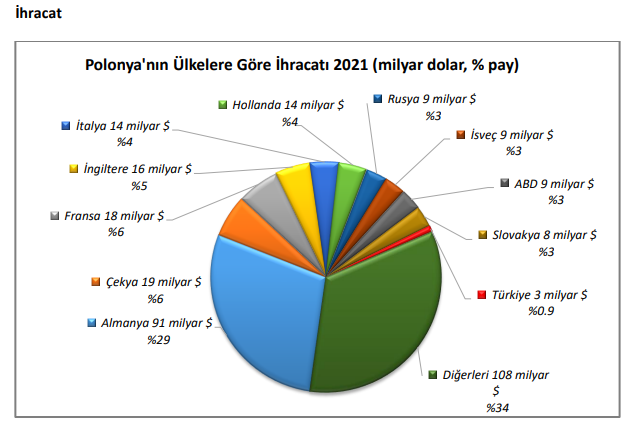 İhracat
Polonya'nın Ülkelere Göre İhracatı 2021 (milyar dolar, % pay)
Rusya 9 milyar $
%3
Hollanda 14 milyar $
%4
İtalya 14 milyar $
%4
İsveç 9 milyar $
%3
İngiltere 16 milyar $
%5
ABD 9 milyar $
%3
Fransa 18 milyar $
%6
Slovakya 8 milyar $
%3
Çekya 19 milyar $
%6
Türkiye 3 milyar $
%0.9
Almanya 91 milyar $
%29
Diğerleri 108 milyar
$
%34